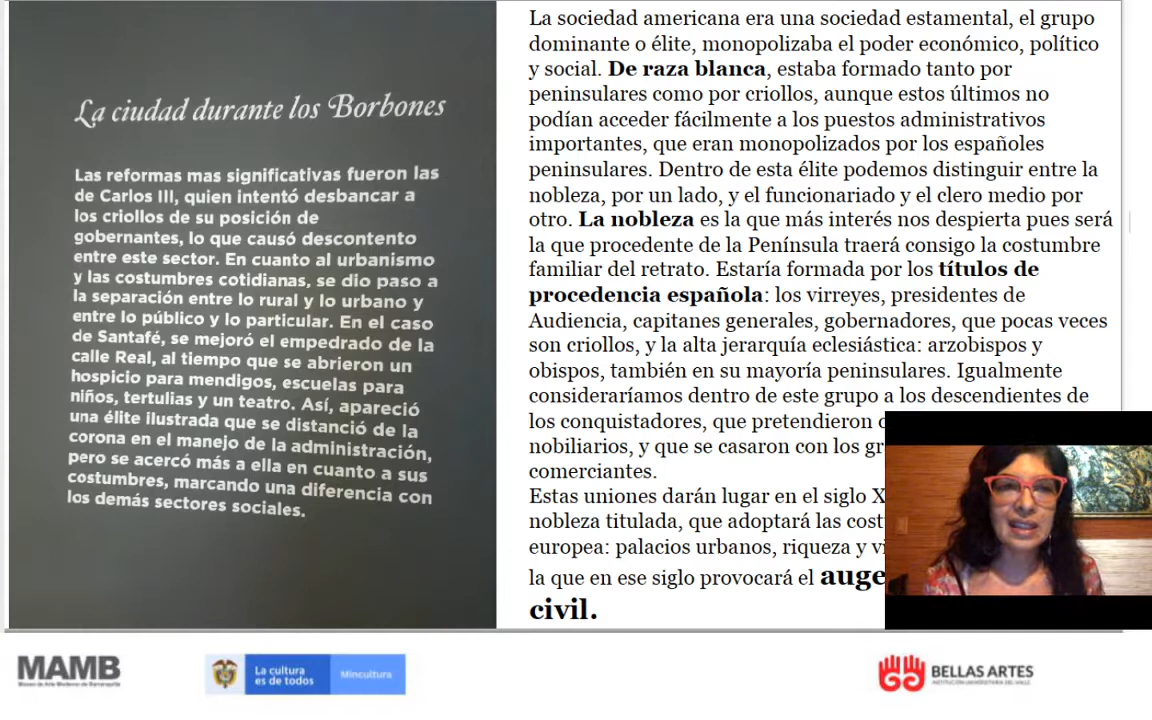 La ciudad durante los Borbones
Las reformas mas significativas fueron las
de Carlos III, quien intentó desbancar a
los criollos de su posición de
gobernantes, lo que causó descontento
entre este sector. En cuanto al urbanismo
y las costumbres cotidianas, se dio paso a
la separación entre lo rural y lo urbano y
entre lo público y lo particular. En el caso
de Santafé, se mejoró el empedrado de la
calle Real, al tiempo que se abrieron un
hospicio para mendigos, escuelas para
niños, tertulias y un teatro. Así, apareció
una élite ilustrada que se distanció de la
corona en el manejo de la administración,
pero se acercó más a ella en cuanto a sus
costumbres, marcando una diferencia con
los demás sectores sociales.
La sociedad americana era una sociedad estamental, el grupo
dominante o élite, monopolizaba el poder económico, político
y social. De raza blanca, estaba formado tanto por
peninsulares como por criollos, aunque estos últimos no
podían acceder fácilmente a los puestos administrativos
importantes, que eran monopolizados por los españoles
peninsulares. Dentro de esta élite podemos distinguir entre la
nobleza, por un lado, y el funcionariado y el clero medio por
otro. La nobleza es la que más interés nos despierta pues será
la que procedente de la Península traerá consigo la costumbre
familiar del retrato. Estaría formada por los títulos de
procedencia española: los virreyes, presidentes de
Audiencia, capitanes generales, gobernadores, que pocas veces
son criollos, y la alta jerarquía eclesiástica: arzobispos y
obispos, también en su mayoría peninsulares. Igualmente
consideraríamos dentro de este grupo a los descendientes de
los conquistadores, que pretendieron
nobiliarios, y que se casaron con los
comerciantes.
Estas uniones darán lugar en el siglo
nobleza titulada, que adoptará las
europea: palacios urbanos, riqueza y
la que en ese siglo provocará el auge
civil.
MAMB
Museo de Arte Moderno de Barranquilla
La cultura
es de todos
Mincultura
BELLAS ARTES
INSTITUCIÓN UNIVERSITARIA DEL VALLE